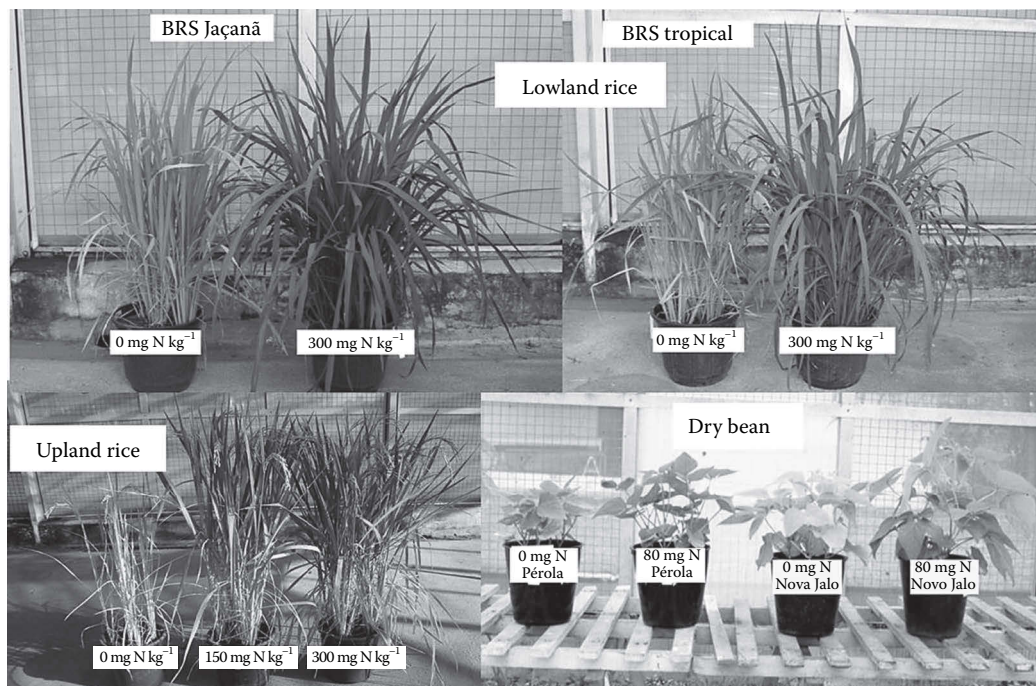 BRS Jaçanã
BRS tropical
Lowland rice
0 mg N kg⁻¹
300 mg N kg⁻¹
0 mg N kg⁻¹
300 mg N kg⁻¹
Upland rice
0 mg N kg⁻¹
150 mg N kg⁻¹
300 mg N kg⁻¹
Dry bean
0 mg N
Pérola
80 mg N
Pérola
0 mg N
Nova Jalo
80 mg N
Novo Jalo